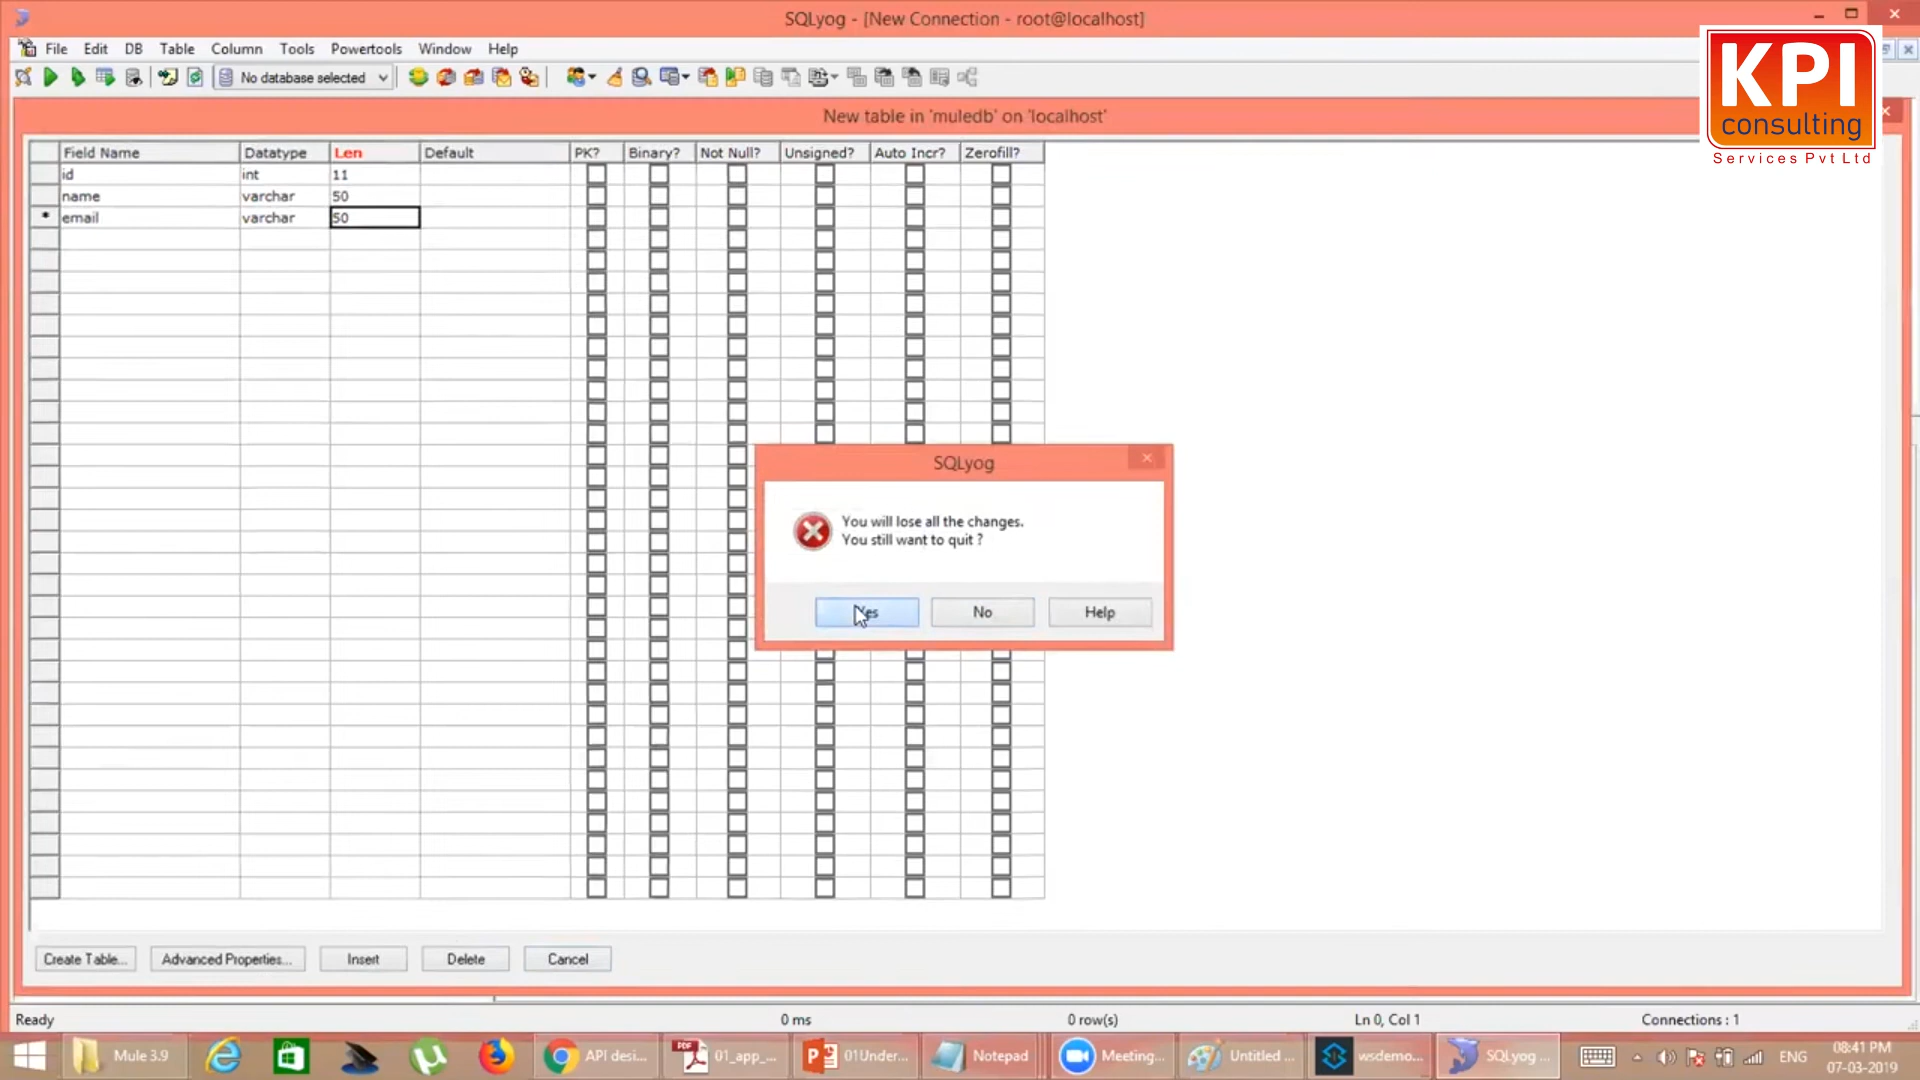 SQLyog - [New Connection - root@localhost]
File Edit DB Table Column Tools Powertools Window Help
No database selected
KPI
consulting
Services Pvt Ltd
New table in 'muledb' on 'localhost'
Field Name Datatype Len Default PK? Binary? Not Null? Unsigned? Auto Incr? Zerofill?
id int 11
name varchar 50
* email varchar 50
SQLyog
You will lose all the changes.
You still want to quit ?
Yes No Help
Create Table... Advanced Properties... Insert Delete Cancel
Ready 0 ms 0 row(s) Ln 0, Col 1 Connections : 1
Mule 3.9 API desi... 01_app_... 01Under... Notepad Meeting... Untitled ... wsdemo... SQLyog ... ENG 08:41 PM
07-03-2019